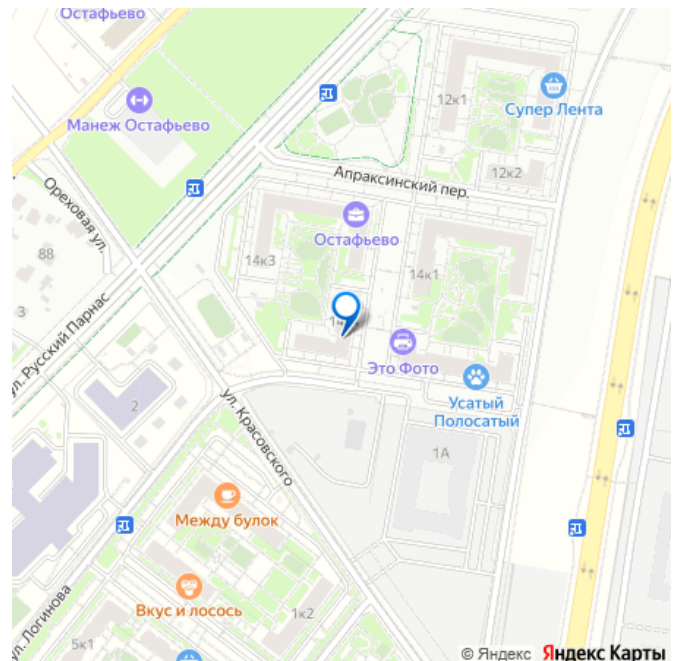 Остафьево
Манеж Остафьево
12к1
Супер Лента
12к2
Апраксинский пер.
Ореховая ул.
88
3
Остафьево
14к3
14к1
ул. Русский Парнас
Это Фото
Усатый
Полосатый
2
ул. Красовского
1А
Между булок
Вкус и лосось
1к2
ул. Логинова
5к1
© Яндекс Яндекс Карты